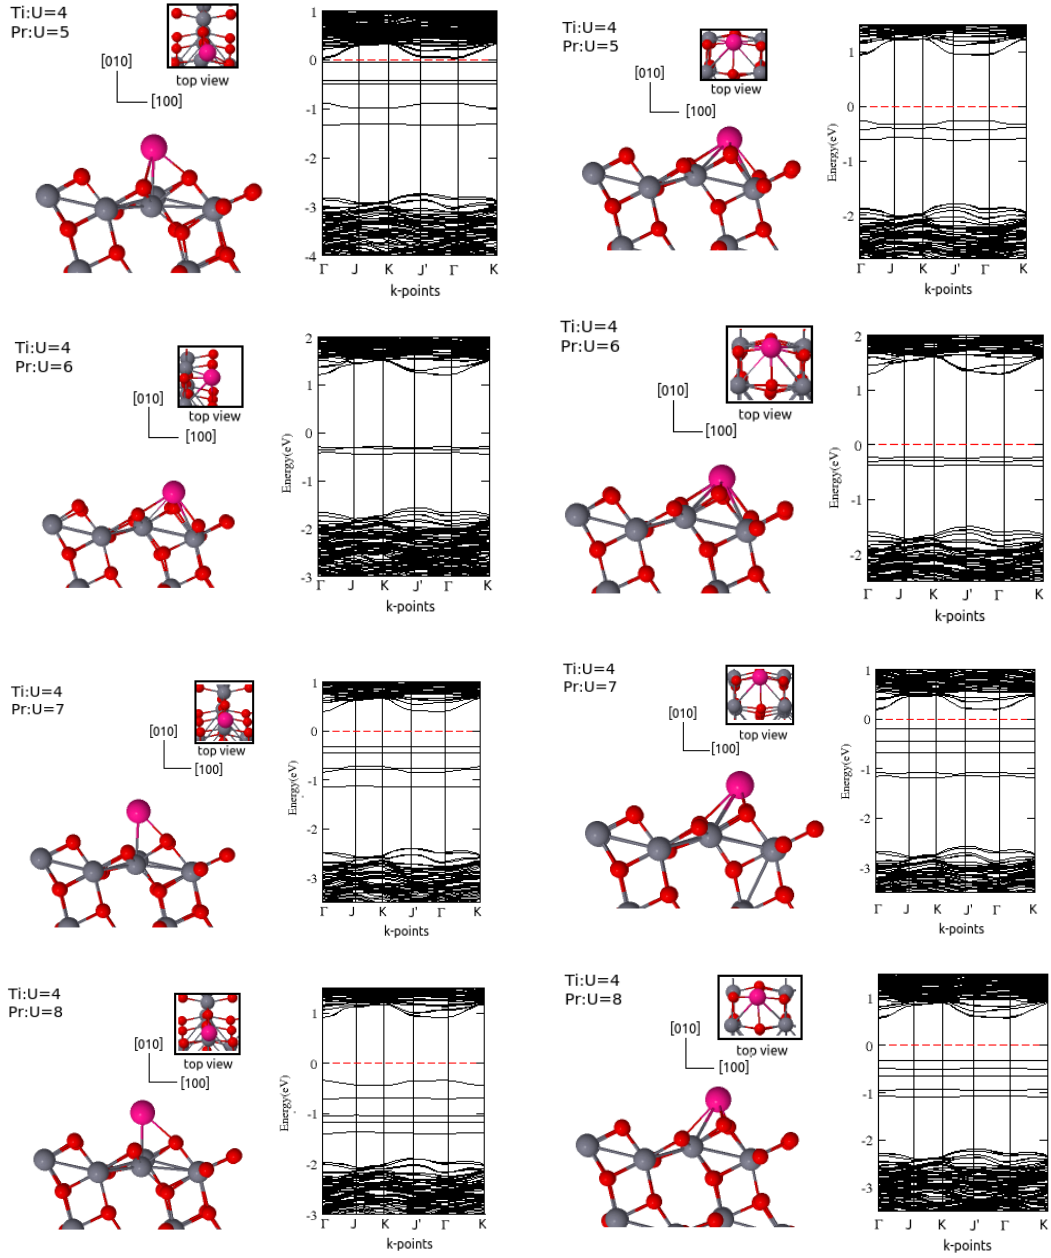 Ti:U=4
Pr:U=5
top view
[010]
[100]
1
0
-1
-2
-3
-4
Γ J K J' Γ K
k-points
Ti:U=4
Pr:U=5
top view
[010]
[100]
Energy(eV)
1
0
-1
-2
Γ J K J' Γ K
k-points
Ti:U=4
Pr:U=6
top view
[010]
[100]
Energy(eV)
2
1
0
-1
-2
-3
Γ J K J' Γ K
k-points
Ti:U=4
Pr:U=6
top view
[010]
[100]
Energy(eV)
2
1
0
-1
-2
Γ J K J' Γ K
k-points
Ti:U=4
Pr:U=7
top view
[010]
[100]
Energy(eV)
1
0
-1
-2
-3
Γ J K J' Γ K
k-points
Ti:U=4
Pr:U=7
top view
[010]
[100]
Energy(eV)
1
0
-1
-2
-3
Γ J K J' Γ K
k-points
Ti:U=4
Pr:U=8
top view
[010]
[100]
Energy(eV)
1
0
-1
-2
-3
Γ J K J' Γ K
k-points
Ti:U=4
Pr:U=8
top view
[010]
[100]
Energy(eV)
1
0
-1
-2
-3
Γ J K J' Γ K
k-points